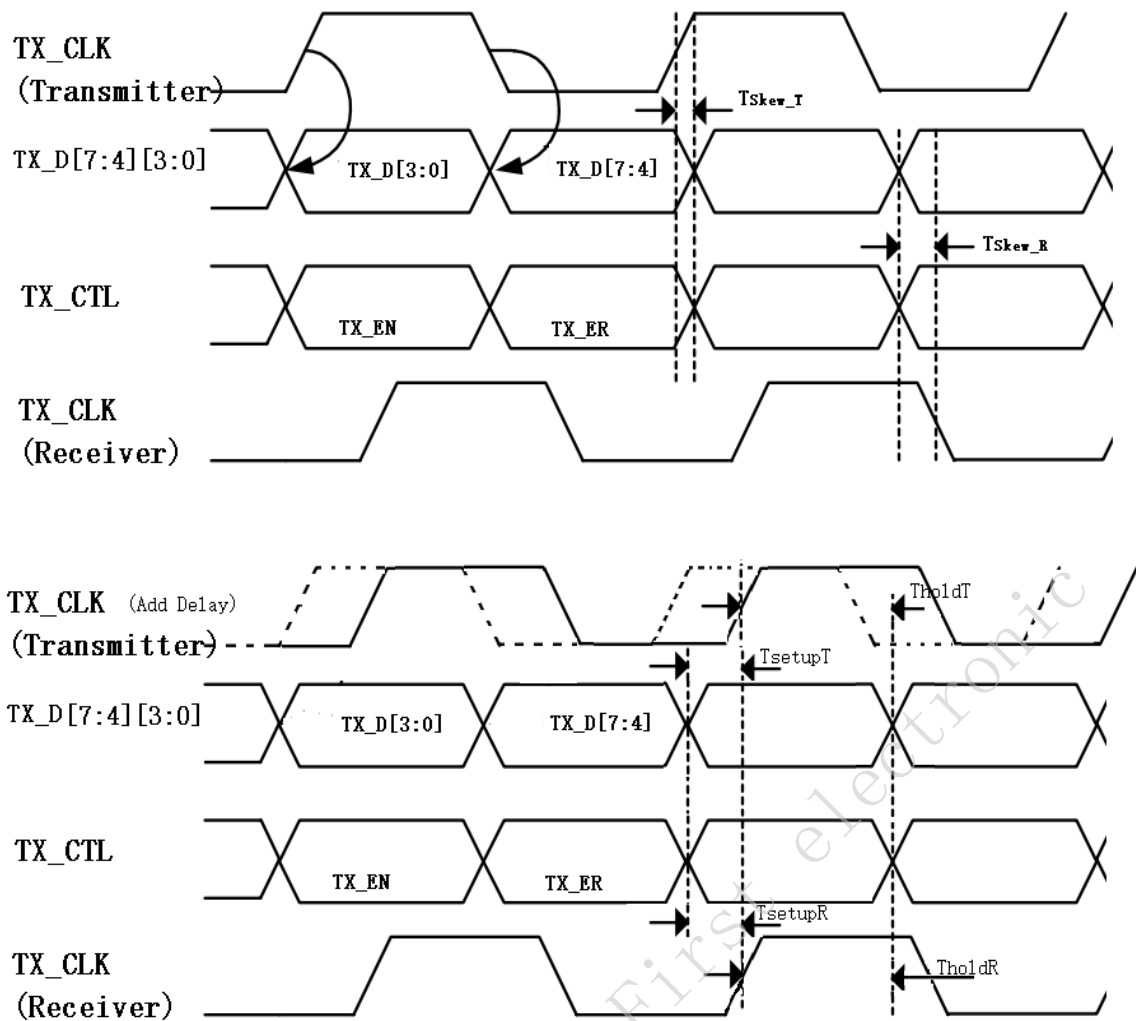 TX_CLK
(Transmitter)
Tskew_T
TX_D[7:4][3:0]
TX_D[3:0]
TX_D[7:4]
Tskew_R
TX_CTL
TX_EN
TX_ER
TX_CLK
(Receiver)
TX_CLK (Add Delay)
(Transmitter)
TholdT
TsetupT
TX_D[7:4][3:0]
TX_D[3:0]
TX_D[7:4]
TX_CTL
TX_EN
TX_ER
TsetupR
TX_CLK
(Receiver)
TholdR
First electronic